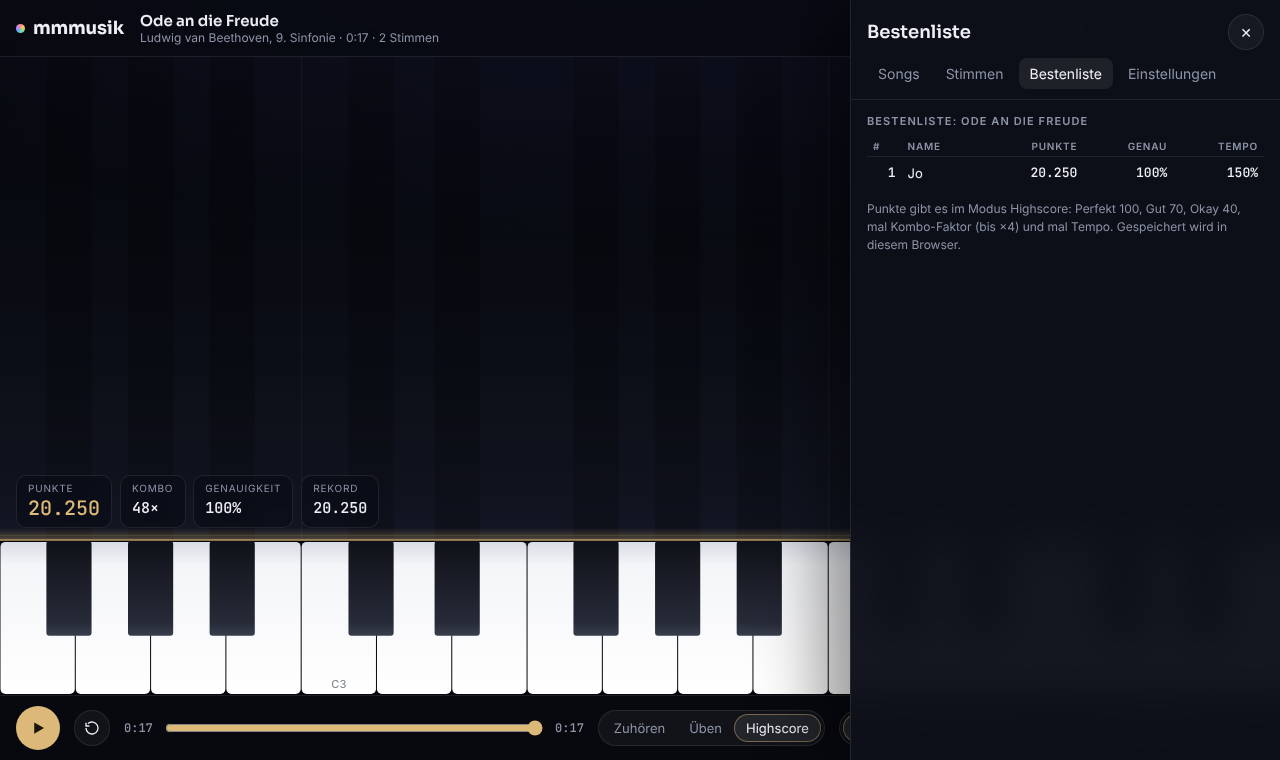 mmmusik
Ode an die Freude
Ludwig van Beethoven, 9. Sinfonie · 0:17 · 2 Stimmen
Bestenliste
Songs Stimmen Bestenliste Einstellungen
BESTENLISTE: ODE AN DIE FREUDE
# NAME PUNKTE GENAU TEMPO
1 Jo 20.250 100% 150%
Punkte gibt es im Modus Highscore: Perfekt 100, Gut 70, Okay 40,
mal Kombo-Faktor (bis ×4) und mal Tempo. Gespeichert wird in
diesem Browser.
PUNKTE KOMBO GENAUIGKEIT REKORD
20.250 48× 100% 20.250
C3
0:17 0:17 Zuhören Üben Highscore